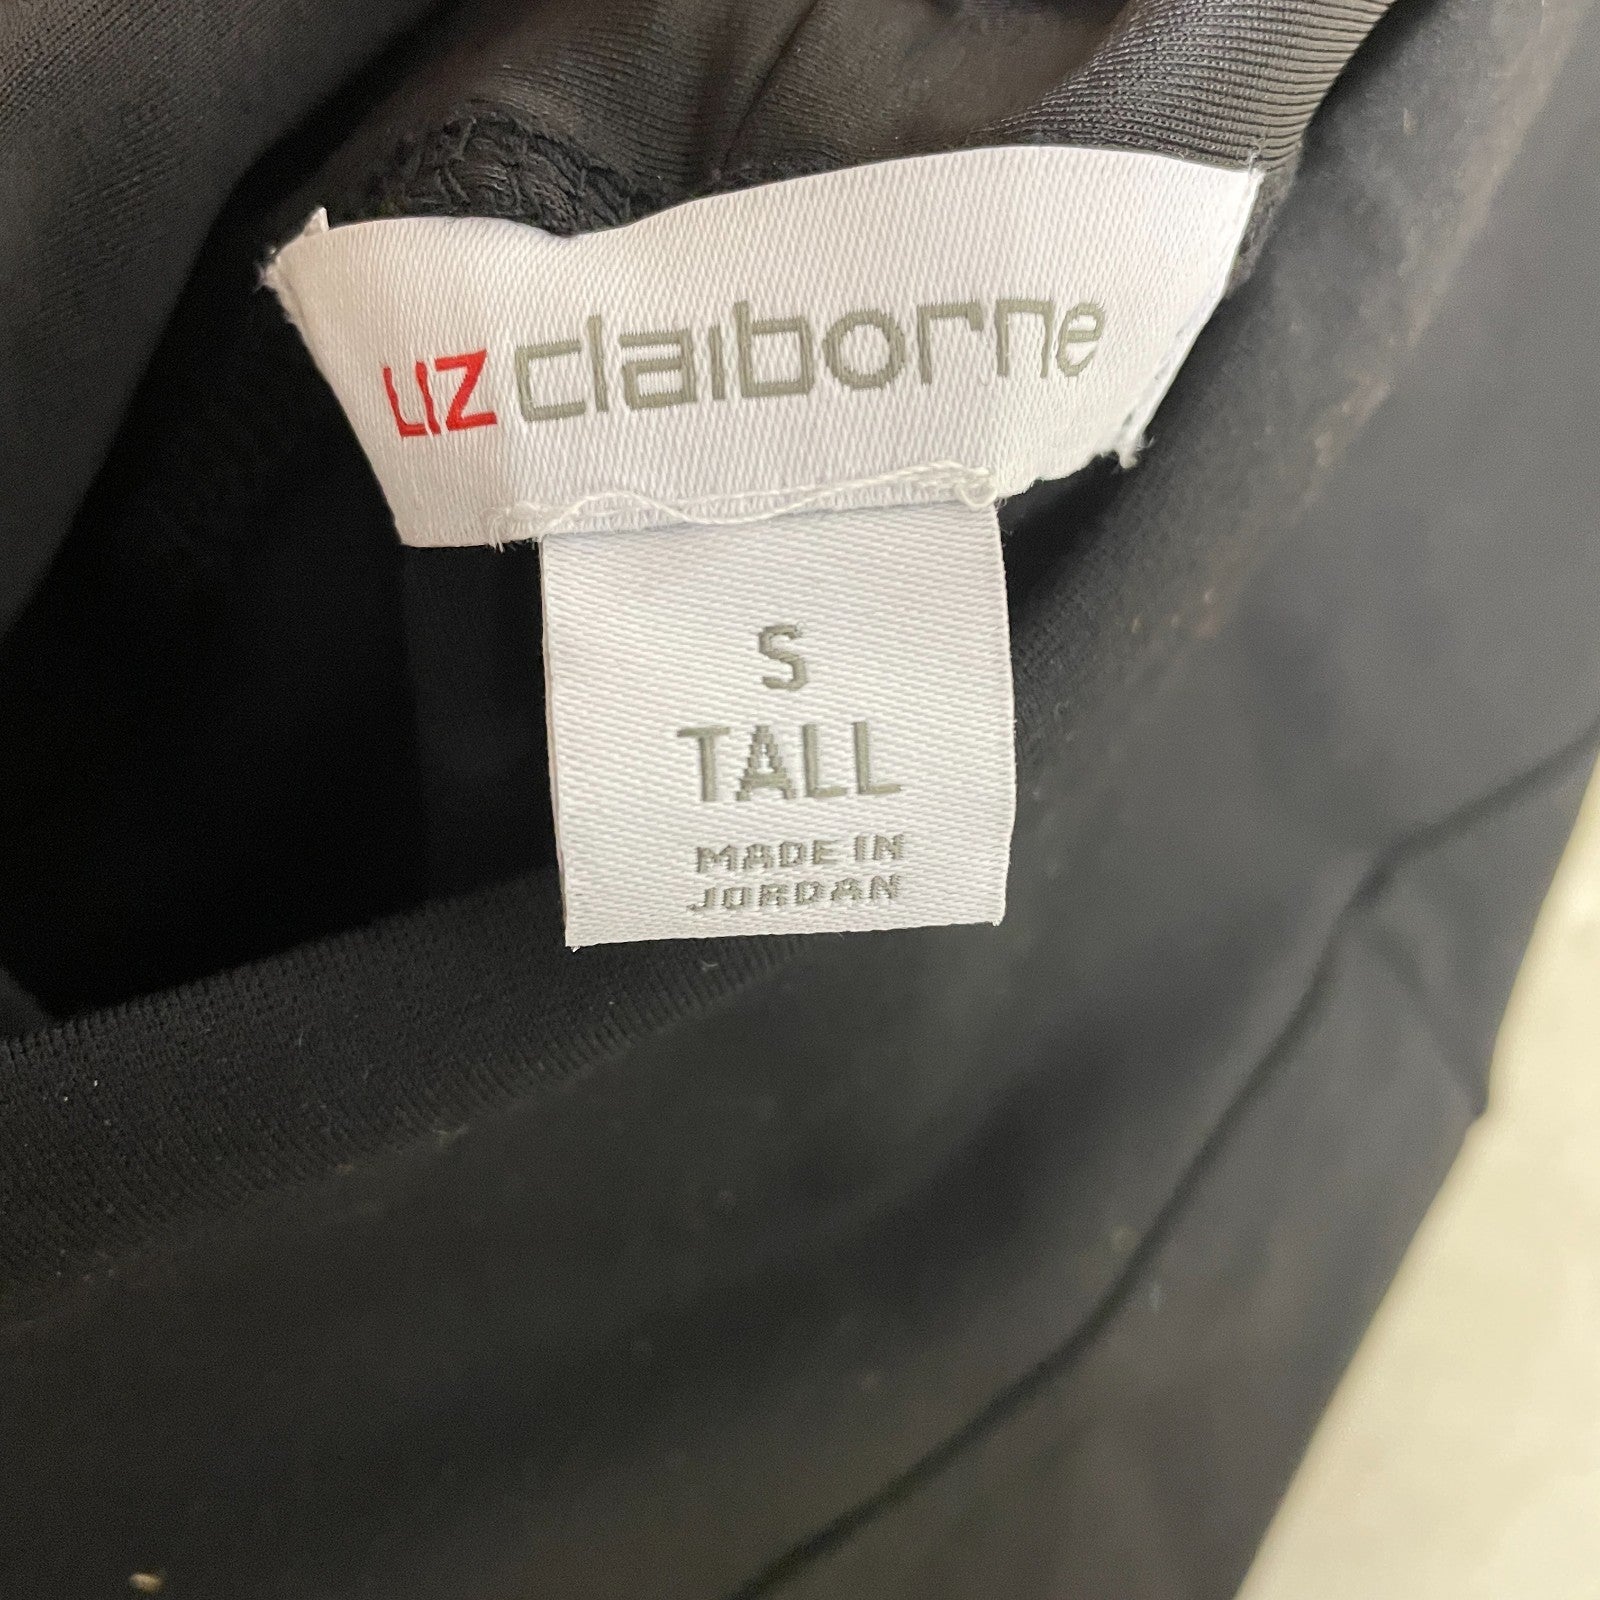 LIZ claiborne
S
TALL
MADE IN
JORDAN